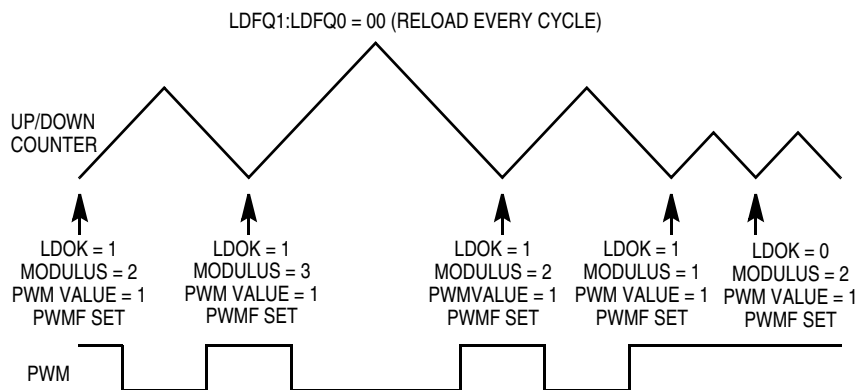 LDFQ1:LDFQ0 = 00 (RELOAD EVERY CYCLE)
UP/DOWN
COUNTER
LDOK = 1
MODULUS = 2
PWM VALUE = 1
PWMF SET
LDOK = 1
MODULUS = 3
PWM VALUE = 1
PWMF SET
LDOK = 1
MODULUS = 2
PWMVALUE = 1
PWMF SET
LDOK = 1
MODULUS = 1
PWM VALUE = 1
PWMF SET
LDOK = 0
MODULUS = 2
PWM VALUE = 1
PWMF SET
PWM